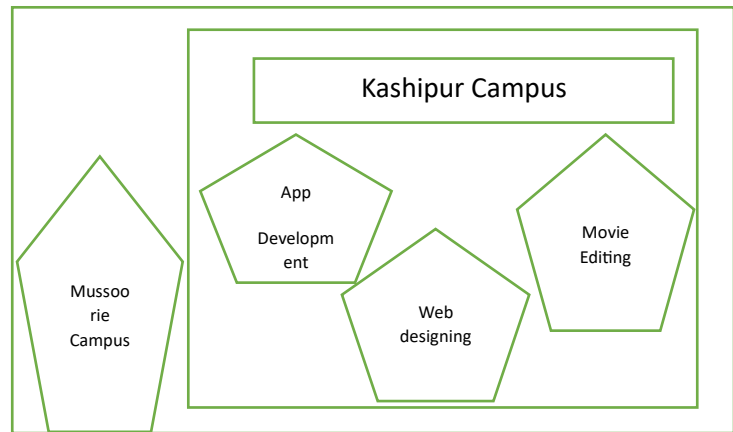 Kashipur Campus
App
Developm
ent
Movie
Editing
Mussoo
rie
Campus
Web
designing